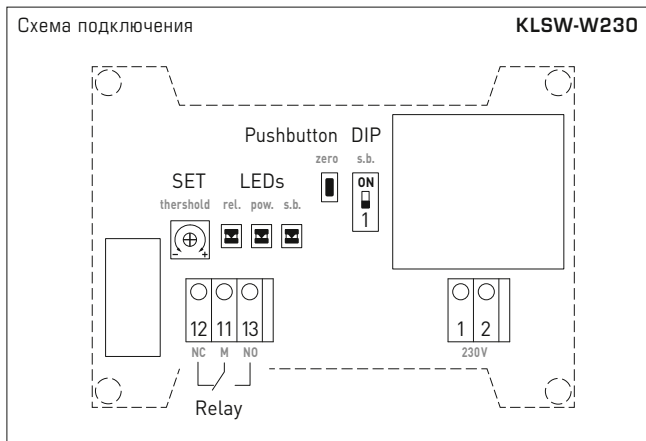 Схема подключения KLSW-W230
Pushbutton DIP
zero s.b.
SET LEDs
thershold rel. pow. s.b.
ON
1
12 11 13
1 2
NC M NO
230V
Relay